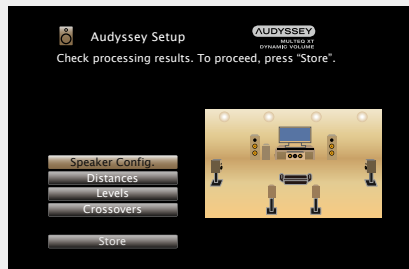 Audyssey Setup
AUDYSSEY
MULTEQ XT
DYNAMIC VOLUME
Check processing results. To proceed, press “Store”.
Speaker Config.
Distances
Levels
Crossovers
Store